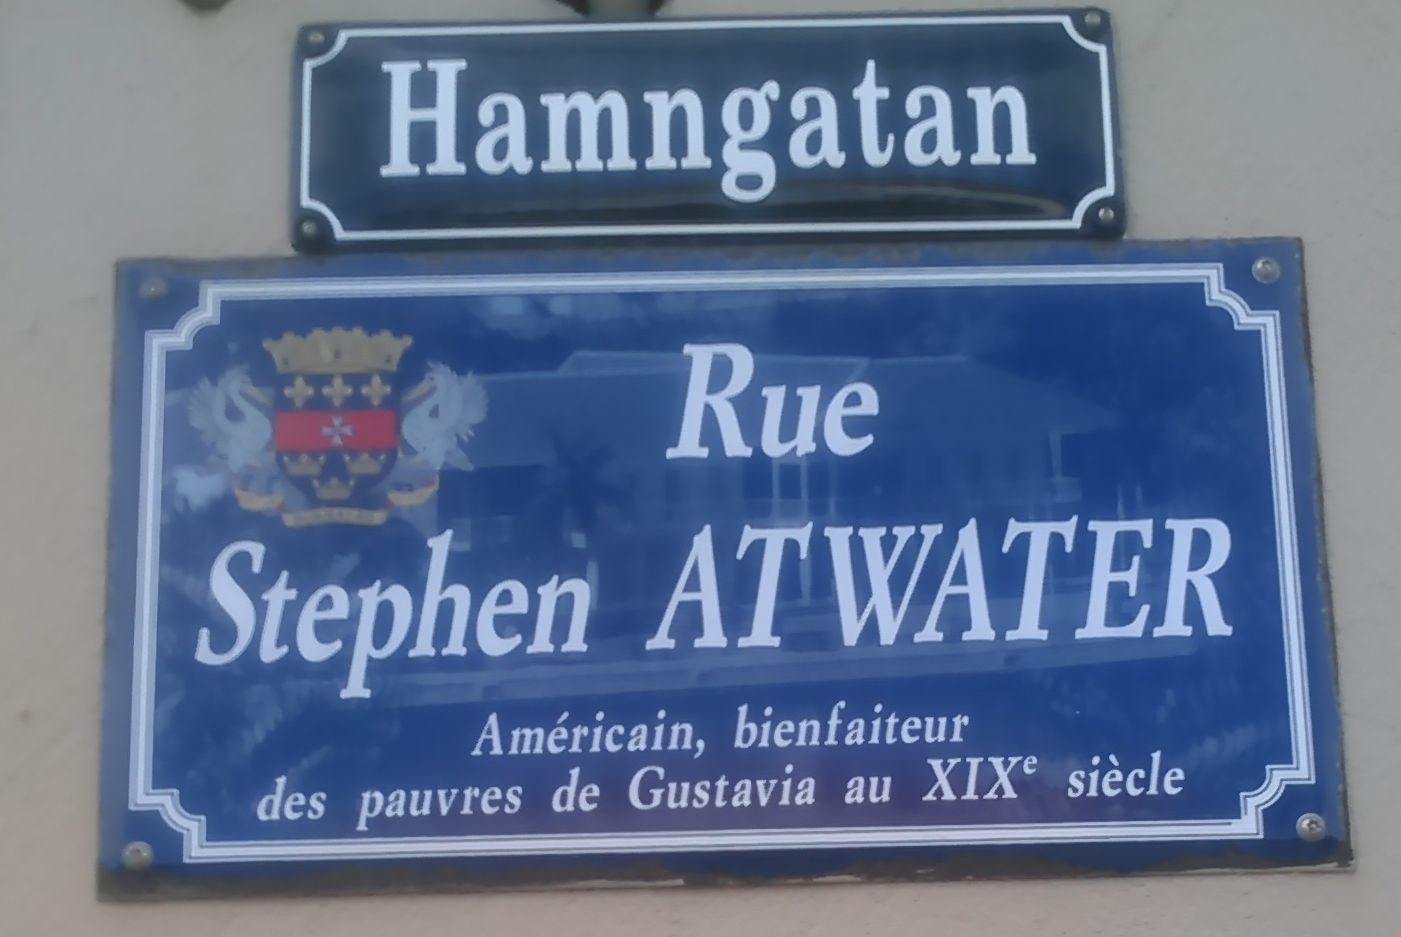 Hamngatan
Rue
Stephen ATWATER
Américain, bienfaiteur
des pauvres de Gustavia au XIXe siècle